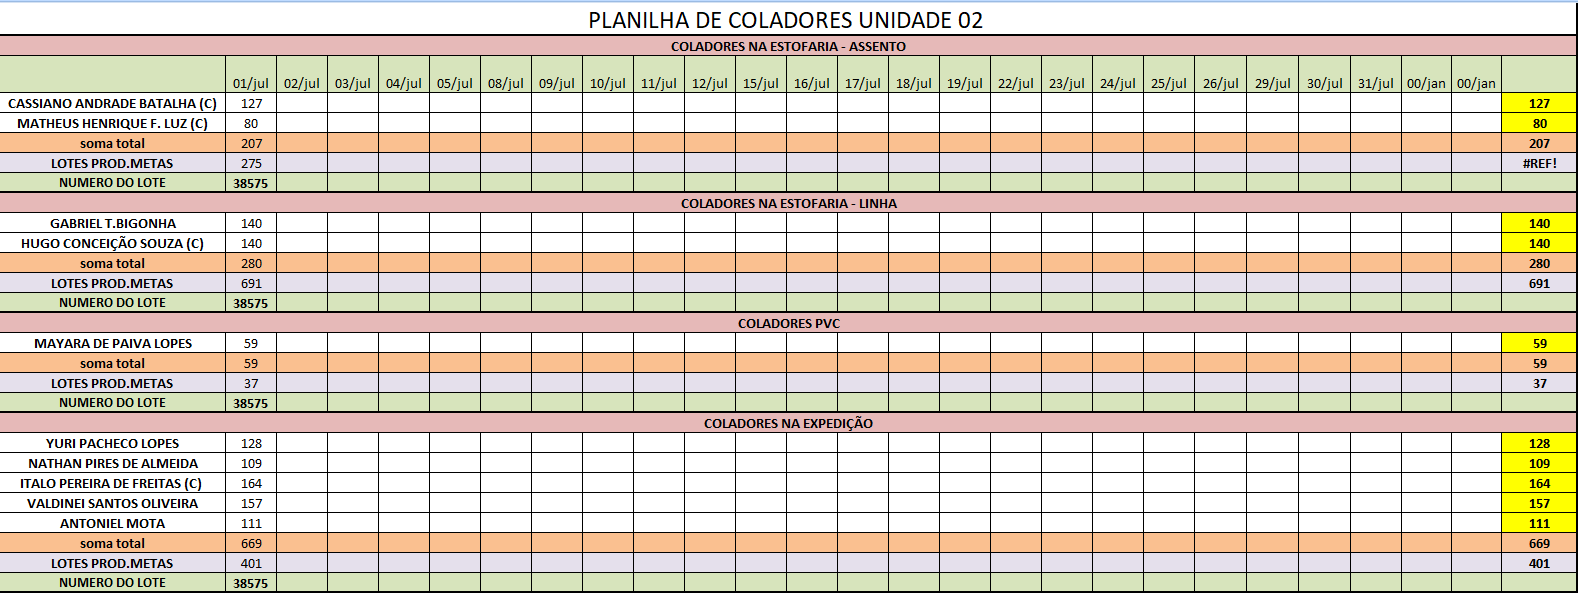 PLANILHA DE COLADORES UNIDADE 02
COLADORES NA ESTOFARIA - ASSENTO
01/jul 02/jul 03/jul 04/jul 05/jul 08/jul 09/jul 10/jul 11/jul 12/jul 15/jul 16/jul 17/jul 18/jul 19/jul 22/jul 23/jul 24/jul 25/jul 26/jul 29/jul 30/jul 31/jul 00/jan 00/jan
CASSIANO ANDRADE BATALHA (C) 127 127
MATHEUS HENRIQUE F. LUZ (C) 80 80
soma total 207 207
LOTES PROD.METAS 275 #REF!
NUMERO DO LOTE 38575
COLADORES NA ESTOFARIA - LINHA
GABRIEL T.BIGONHA 140 140
HUGO CONCEIÇÃO SOUZA (C) 140 140
soma total 280 280
LOTES PROD.METAS 691 691
NUMERO DO LOTE 38575
COLADORES PVC
MAYARA DE PAIVA LOPES 59 59
soma total 59 59
LOTES PROD.METAS 37 37
NUMERO DO LOTE 38575
COLADORES NA EXPEDIÇÃO
YURI PACHECO LOPES 128 128
NATHAN PIRES DE ALMEIDA 109 109
ITALO PEREIRA DE FREITAS (C) 164 164
VALDINEI SANTOS OLIVEIRA 157 157
ANTONIEL MOTA 111 111
soma total 669 669
LOTES PROD.METAS 401 401
NUMERO DO LOTE 38575